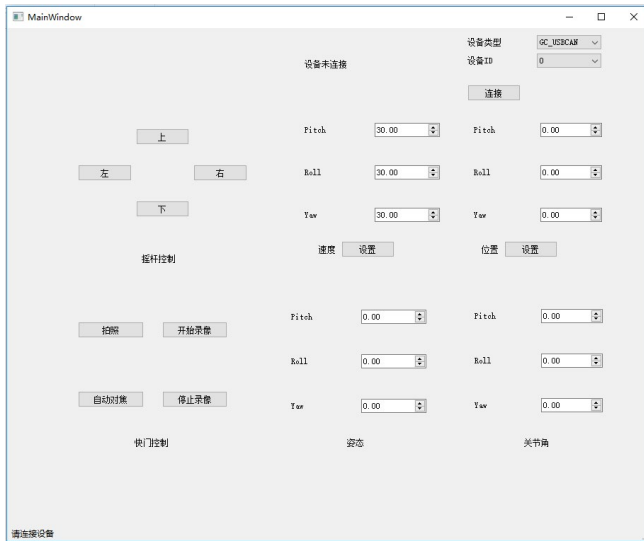 MainWindow
设备类型 GC_USBCAN
设备未连接
设备ID 0
连接
上
Pitch 30.00 Pitch 0.00
左 右 Roll 30.00 Roll 0.00
下
Yaw 30.00 Yaw 0.00
速度 设置 位置 设置
摇杆控制
Pitch 0.00 Pitch 0.00
拍照 开始录像
Roll 0.00 Roll 0.00
自动对焦 停止录像
Yaw 0.00 Yaw 0.00
快门控制 姿态 关节角
请连接设备